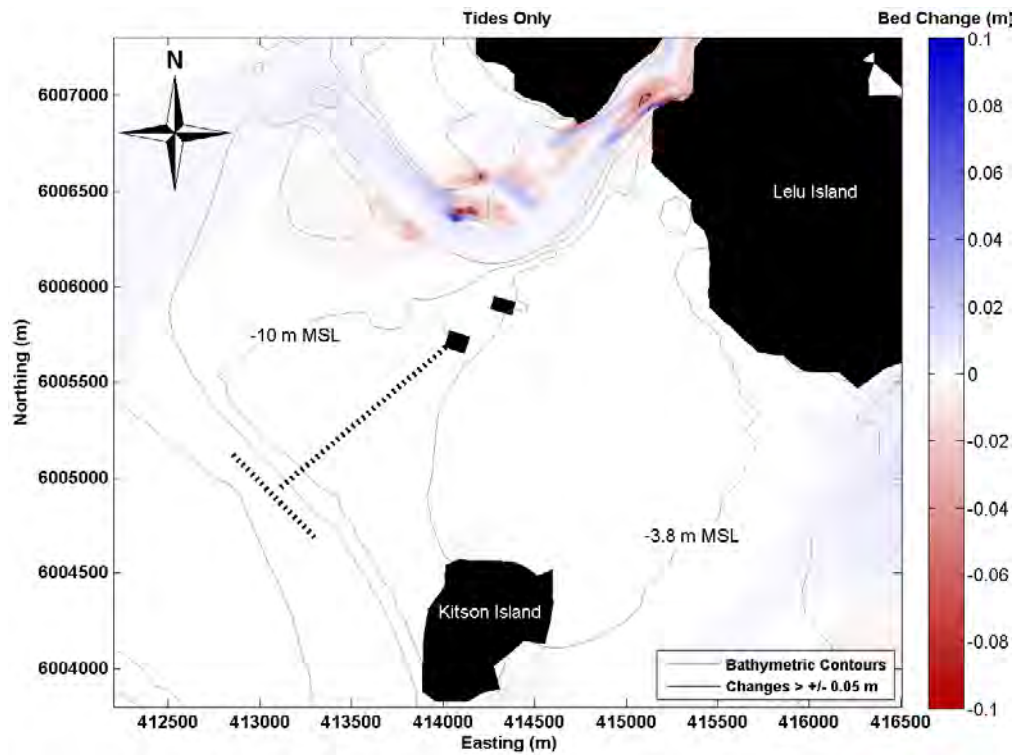 Tides Only
Bed Change (m)
N
6007000
6006500
6006000
6005500
6005000
6004500
6004000
Northing (m)
Lelu Island
-10 m MSL
-3.8 m MSL
Kitson Island
Bathymetric Contours
Changes > +/- 0.05 m
412500 413000 413500 414000 414500 415000 415500 416000 416500
Easting (m)
0.1
0.08
0.06
0.04
0.02
0
-0.02
-0.04
-0.06
-0.08
-0.1